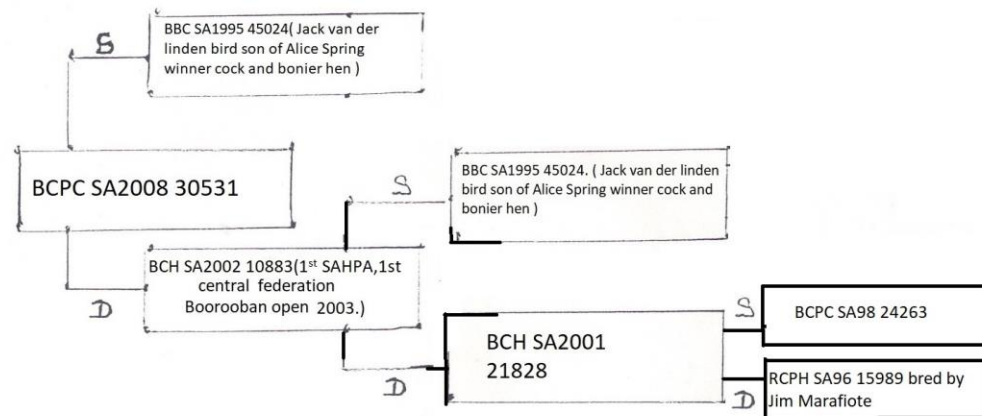 S
BBC SA1995 45024( Jack van der
linden bird son of Alice Spring
winner cock and bonier hen )
BCPC SA2008 30531
S
BBC SA1995 45024. ( Jack van der linden
bird son of Alice Spring winner cock and
bonier hen )
D
BCH SA2002 10883(1st SAHPA,1st
central federation
Boorooban open 2003.)
D
BCH SA2001
21828
S
BCPC SA98 24263
D
RCPH SA96 15989 bred by
Jim Marafiote